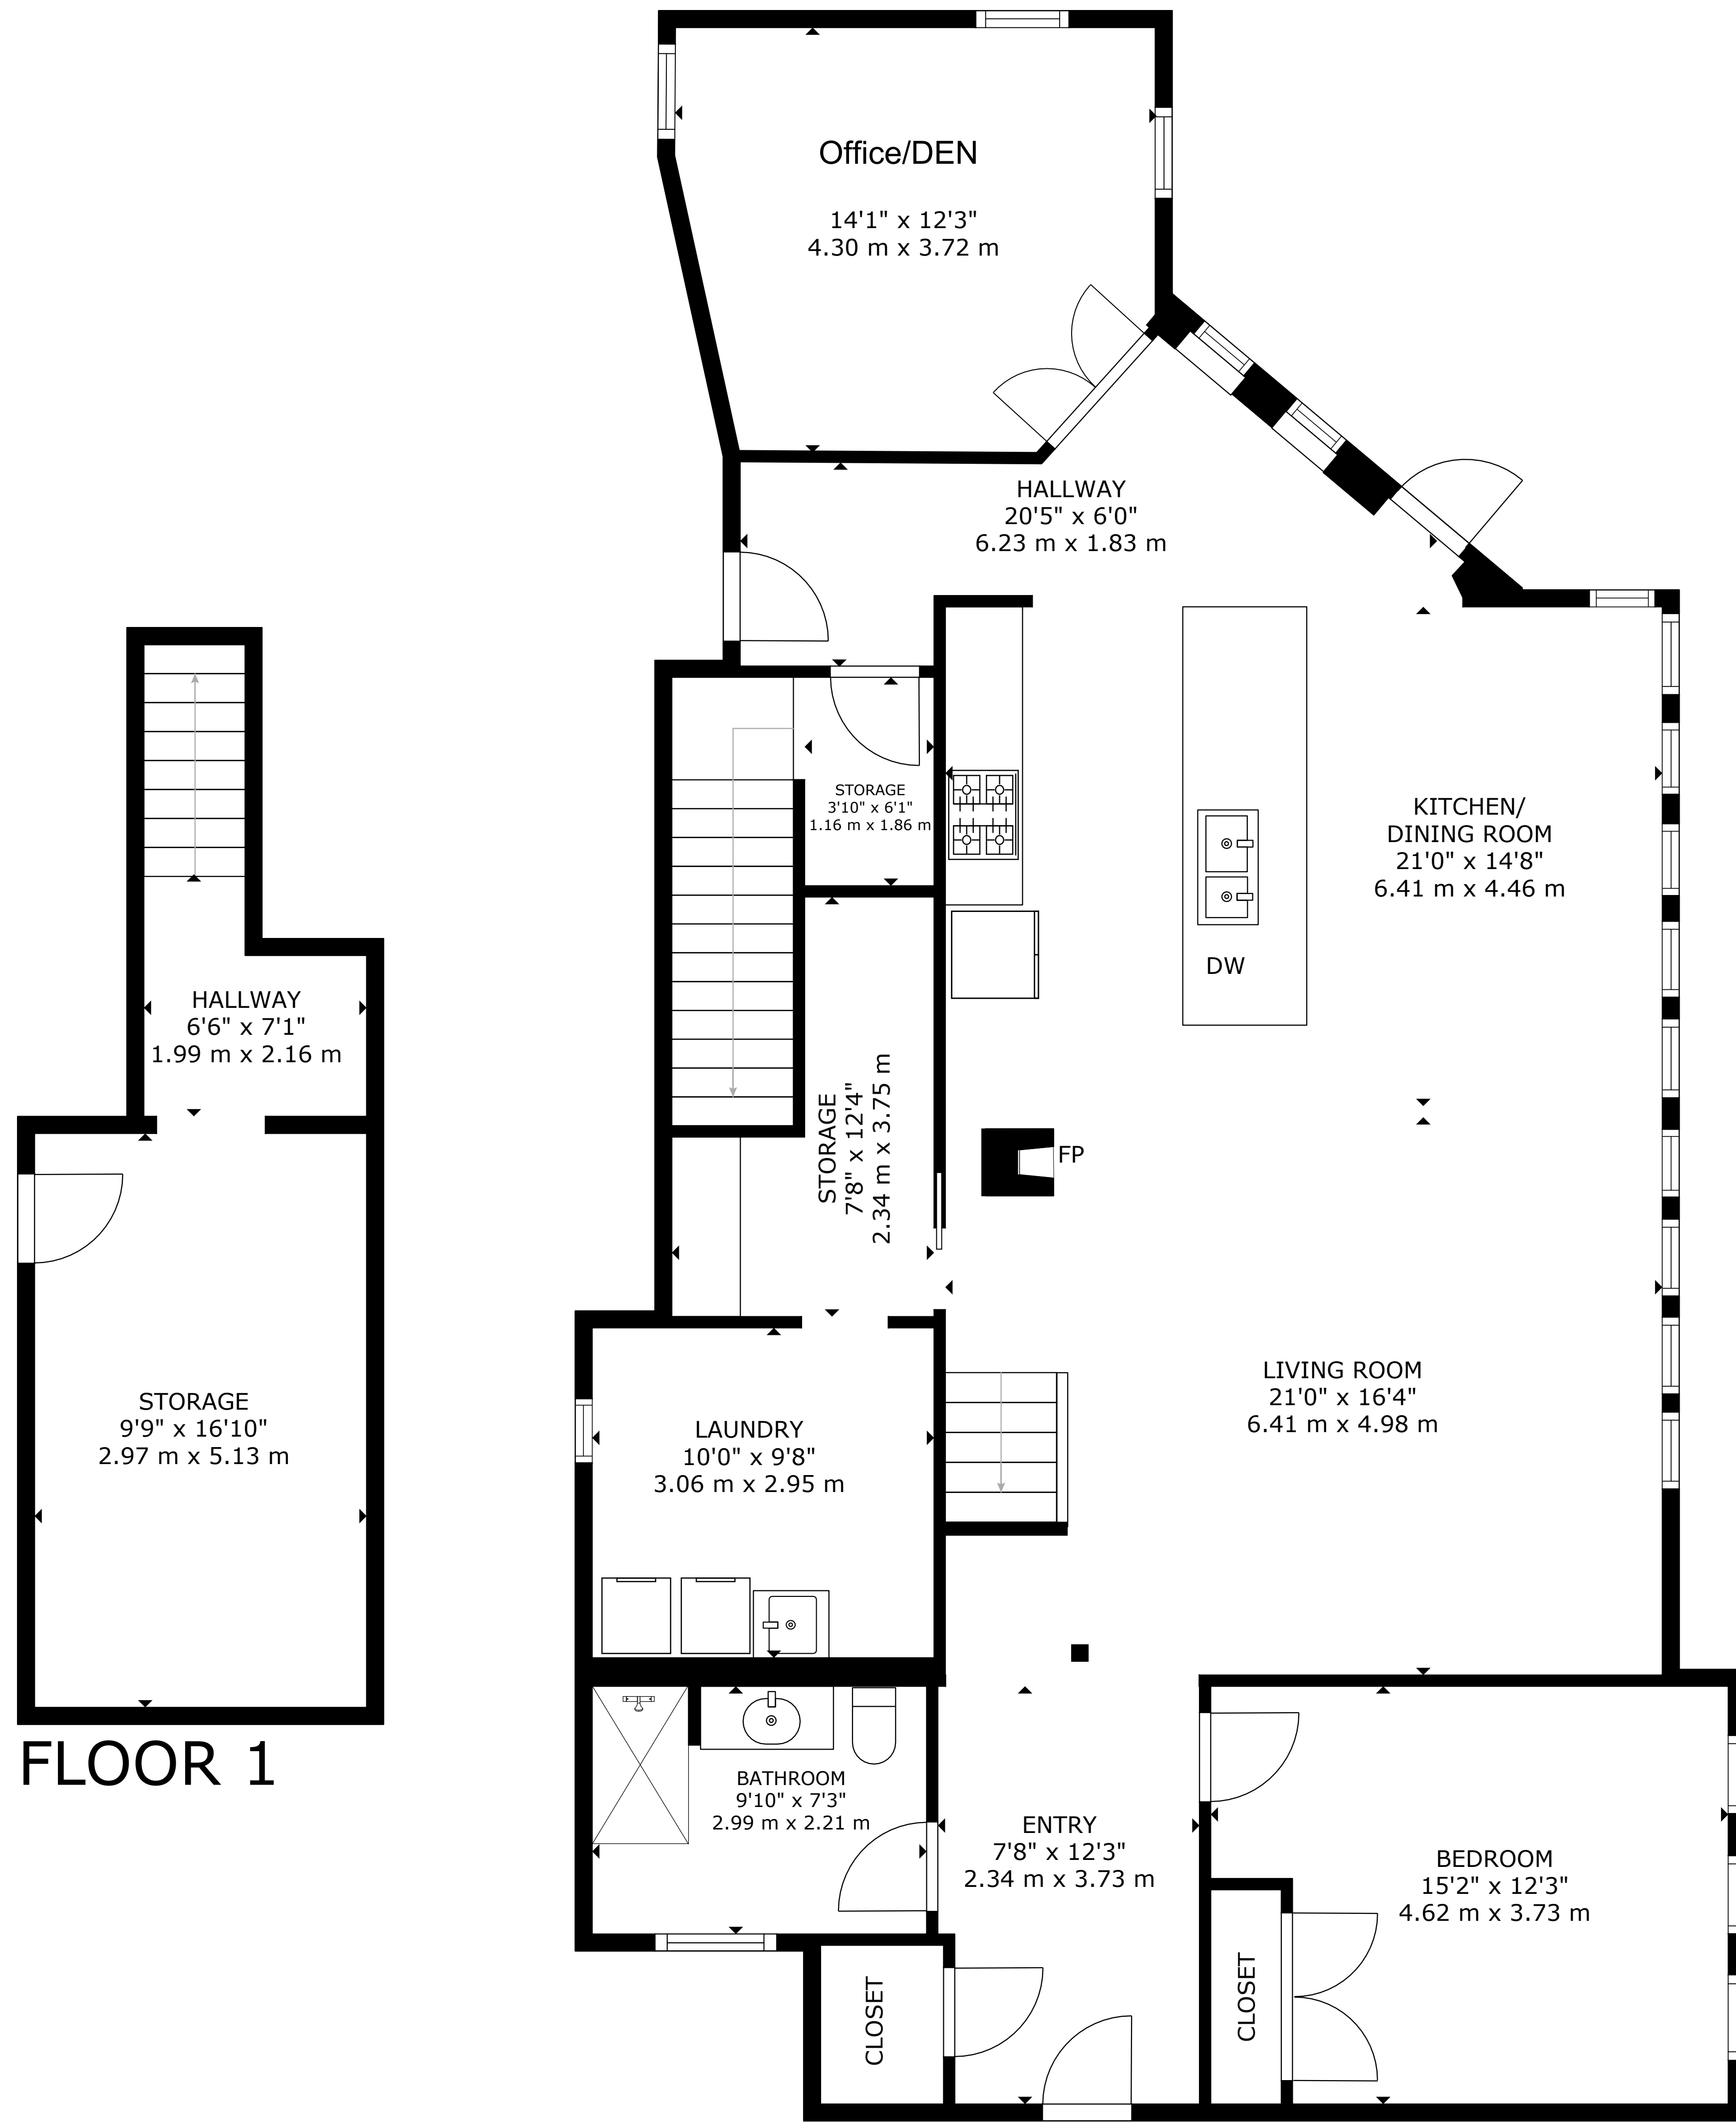 Office/DEN
14'1" x 12'3"
4.30 m x 3.72 m
HALLWAY
20'5" x 6'0"
6.23 m x 1.83 m
STORAGE
3'10" x 6'1"
1.16 m x 1.86 m
KITCHEN/
DINING ROOM
21'0" x 14'8"
6.41 m x 4.46 m
DW
HALLWAY
6'6" x 7'1"
1.99 m x 2.16 m
STORAGE
7'8" x 12'4"
2.34 m x 3.75 m
FP
STORAGE
9'9" x 16'10"
2.97 m x 5.13 m
LAUNDRY
10'0" x 9'8"
3.06 m x 2.95 m
LIVING ROOM
21'0" x 16'4"
6.41 m x 4.98 m
FLOOR 1
BATHROOM
9'10" x 7'3"
2.99 m x 2.21 m
ENTRY
7'8" x 12'3"
2.34 m x 3.73 m
BEDROOM
15'2" x 12'3"
4.62 m x 3.73 m
CLOSET
CLOSET